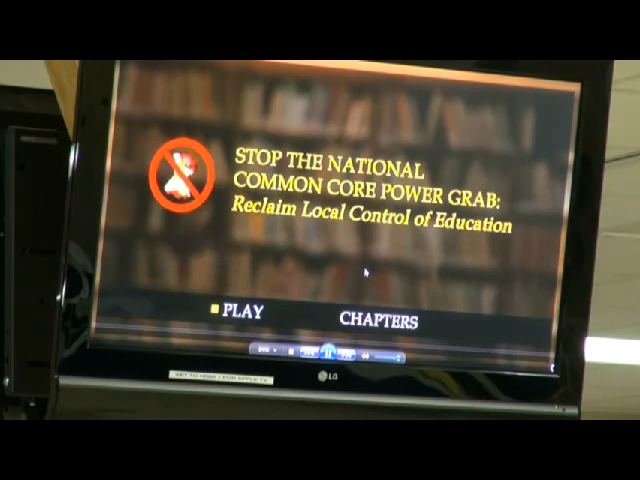 STOP THE NATIONAL
COMMON CORE POWER GRAB:
Reclaim Local Control of Education
PLAY
CHAPTERS
LG